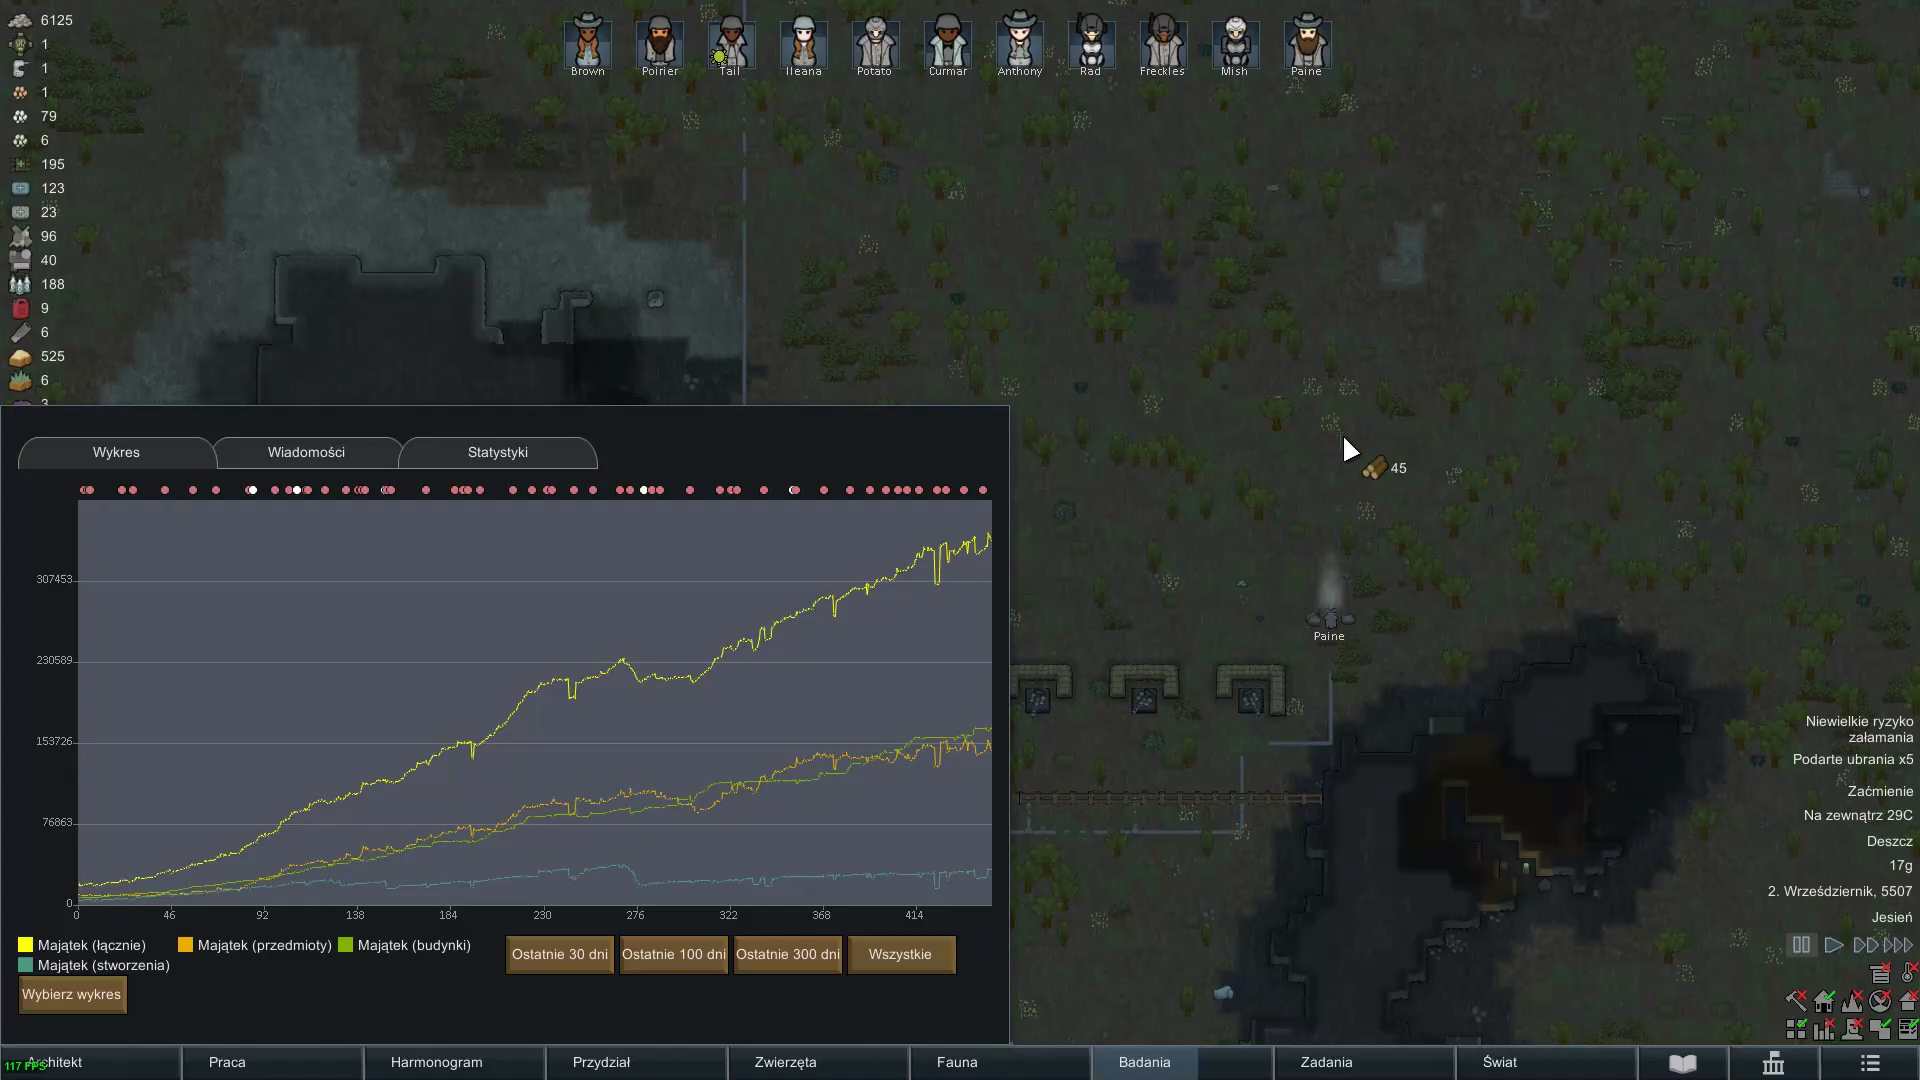 6125
1
1
1
79
6
195
123
23
96
40
188
9
6
525
6
3
Brown
Poirier
Tail
Ileana
Potato
Curmar
Anthony
Rad
Freckles
Mish
Paine
45
Paine
Wykres
Wiadomości
Statystyki
307453
230589
153726
76863
0
0
46
92
138
184
230
276
322
368
414
Majątek (łącznie)
Majątek (przedmioty)
Majątek (budynki)
Majątek (stworzenia)
Ostatnie 30 dni
Ostatnie 100 dni
Ostatnie 300 dni
Wszystkie
Wybierz wykres
Niewielkie ryzyko
załamania
Podarte ubrania x5
Zaćmienie
Na zewnątrz 29C
Deszcz
17g
2. Wrześdziernik, 5507
Jesień
Architekt
Praca
Harmonogram
Przydział
Zwierzęta
Fauna
Badania
Zadania
Świat
117 FPS